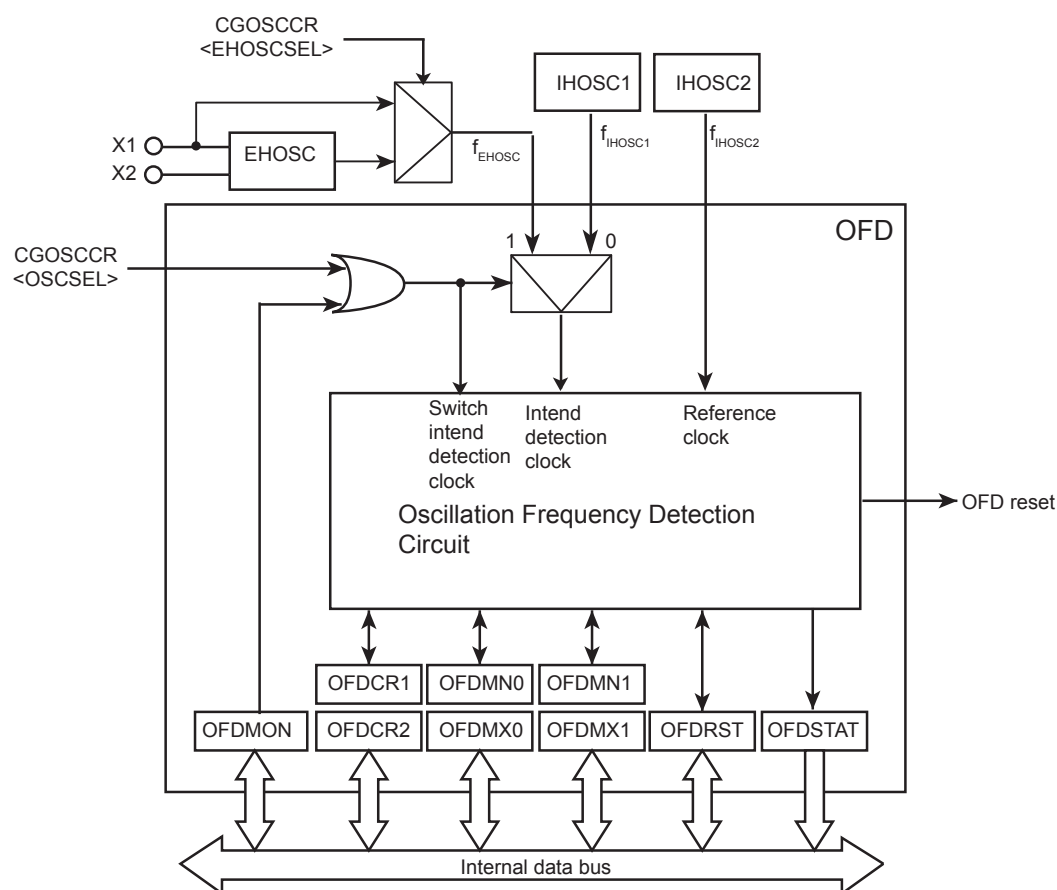 CGOSCCR
<EHOSCSEL>
IHOSC1
IHOSC2
X1
X2
EHOSC
fEHOSC
fIHOSC1
fIHOSC2
OFD
1
0
CGOSCCR
<OSCSEL>
Switch
intend
detection
clock
Intend
detection
clock
Reference
clock
Oscillation Frequency Detection
Circuit
OFD reset
OFDCR1
OFDMN0
OFDMN1
OFDMON
OFDCR2
OFDMX0
OFDMX1
OFDRST
OFDSTAT
Internal data bus